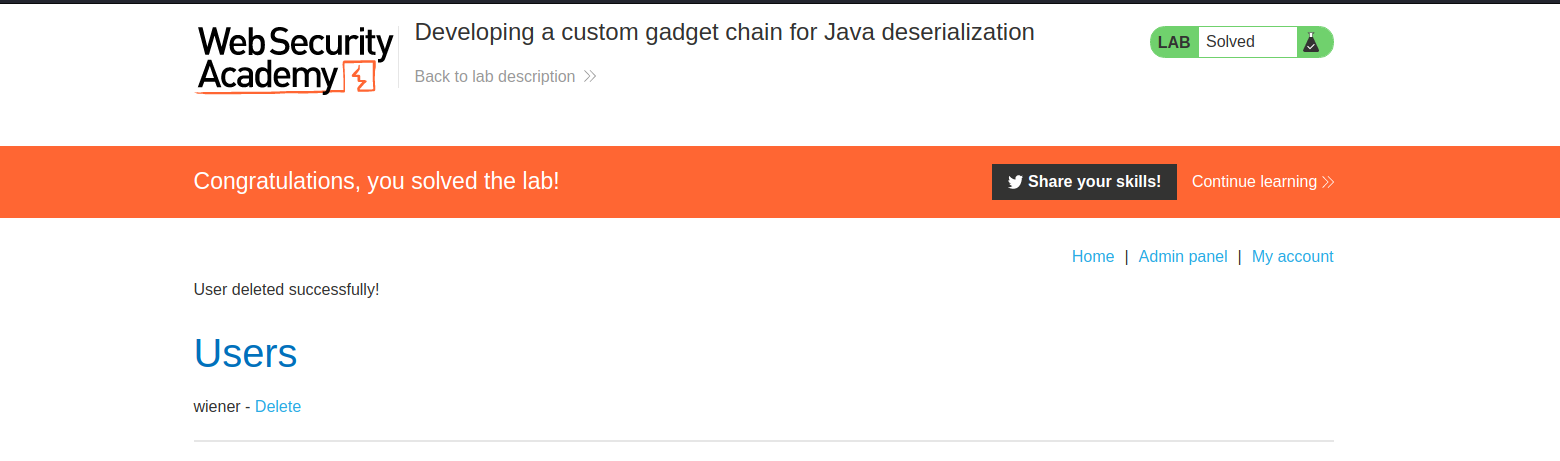 Web Security
Academy
Developing a custom gadget chain for Java deserialization
Back to lab description
LAB Solved
Congratulations, you solved the lab!
Share your skills! Continue learning
Home | Admin panel | My account
User deleted successfully!
Users
wiener - Delete